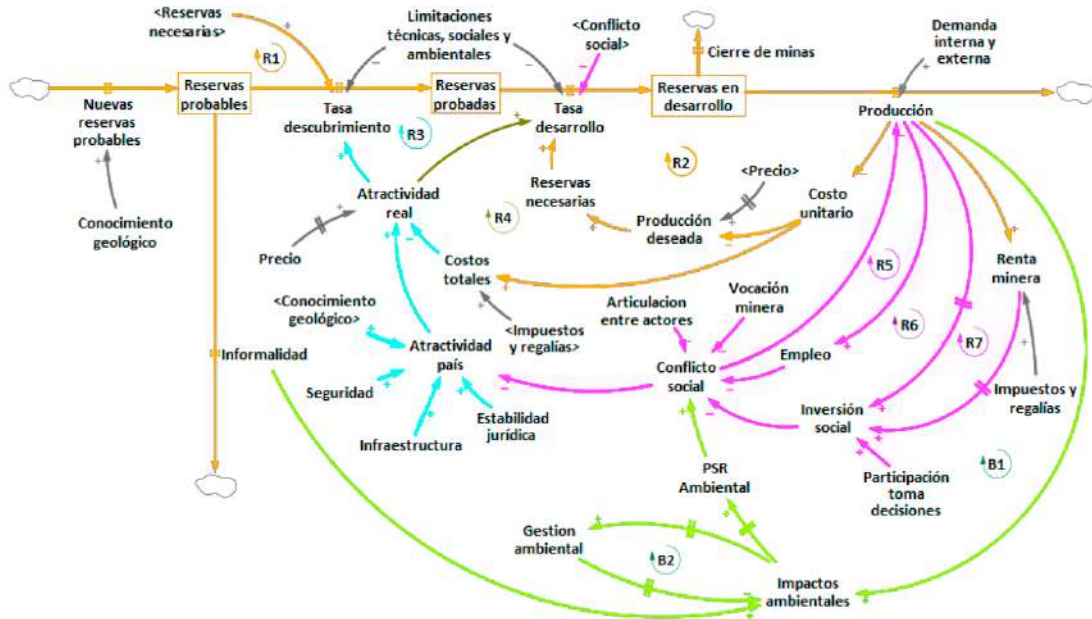 <Reservas
necesarias>
Limitaciones
técnicas, sociales y
ambientales
<Conflicto
social>
Cierre de minas
Demanda
interna y
externa
R1
Reservas
probables
Reservas
probadas
Reservas en
desarrollo
Nuevas
reservas
probables
Tasa
descubrimiento
R3
Tasa
desarrollo
Producción
R2
Conocimiento
geológico
Atractividad
real
R4
Reservas
necesarias
<Precio>
Costo
unitario
Producción
deseada
Precio
Costos
totales
R5
Renta
minera
<Conocimiento
geológico>
Articulacion
entre actores
Vocación
minera
<Impuestos
y regalías>
R6
R7
Informalidad
Atractividad
país
Conflicto
social
Empleo
Impuestos y
regalías
Seguridad
Estabilidad
jurídica
Infraestructura
Inversión
social
PSR
Ambiental
Participación
toma
decisiones
B1
Gestion
ambiental
B2
Impactos
ambientales